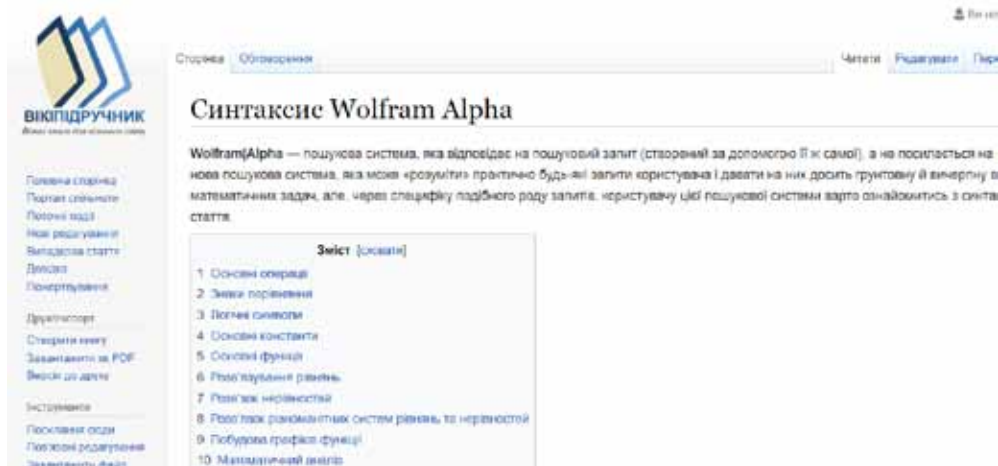 Ви не
Сторінка Обговорення Читати Редагувати
ВІКІПІДРУЧНИК
Синтаксис Wolfram Alpha
Wolfram|Alpha — пошукова система, яка відповідає на пошуковий запит (створений за допомогою її ж самої), а не посилається на
нова пошукова система, яка може «розуміти» практично будь-які запити користувача і давати на них досить ґрунтовну й вичерпну в
математичних задач, але, через специфіку подібного роду запитів, користувачу цієї пошукової системи варто ознайомитись з синта
стаття.
Головна сторінка
Портал спільноти
Поточні події
Нові редагування
Випадкова стаття
Довідка
Пожертвування
Друк/експорт
Створити книгу
Завантажити як PDF
Версія до друку
Інструменти
Посилання сюди
Пов'язані редагування
Завантажити файл
Зміст [сховати]
1 Основні операції
2 Знаки порівняння
3 Логічні символи
4 Основні константи
5 Основні функції
6 Розв'язування рівнянь
7 Розв'язок нерівностей
8 Розв'язок різноманітних систем рівнянь та нерівностей
9 Побудова графіка функції
10 Математичний аналіз